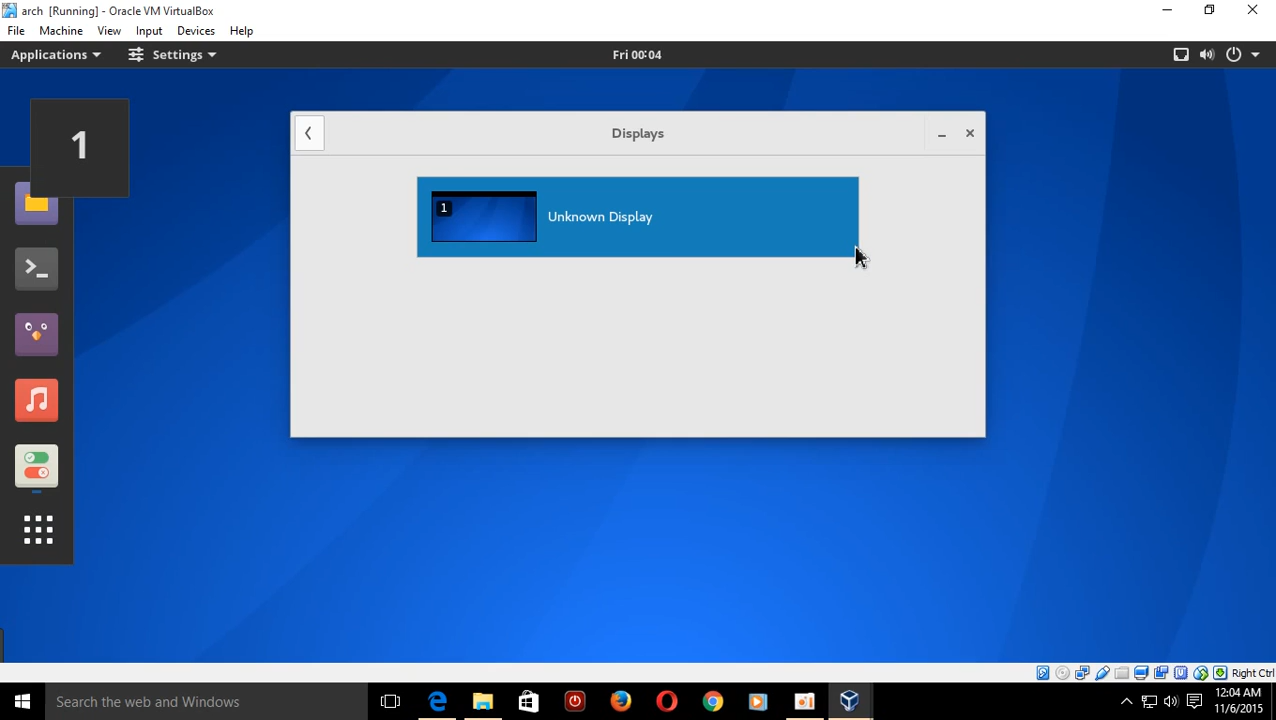 arch [Running] - Oracle VM VirtualBox
File Machine View Input Devices Help
Applications Settings Fri 00:04
1
Displays
1
Unknown Display
Right Ctrl
Search the web and Windows
12:04 AM
11/6/2015